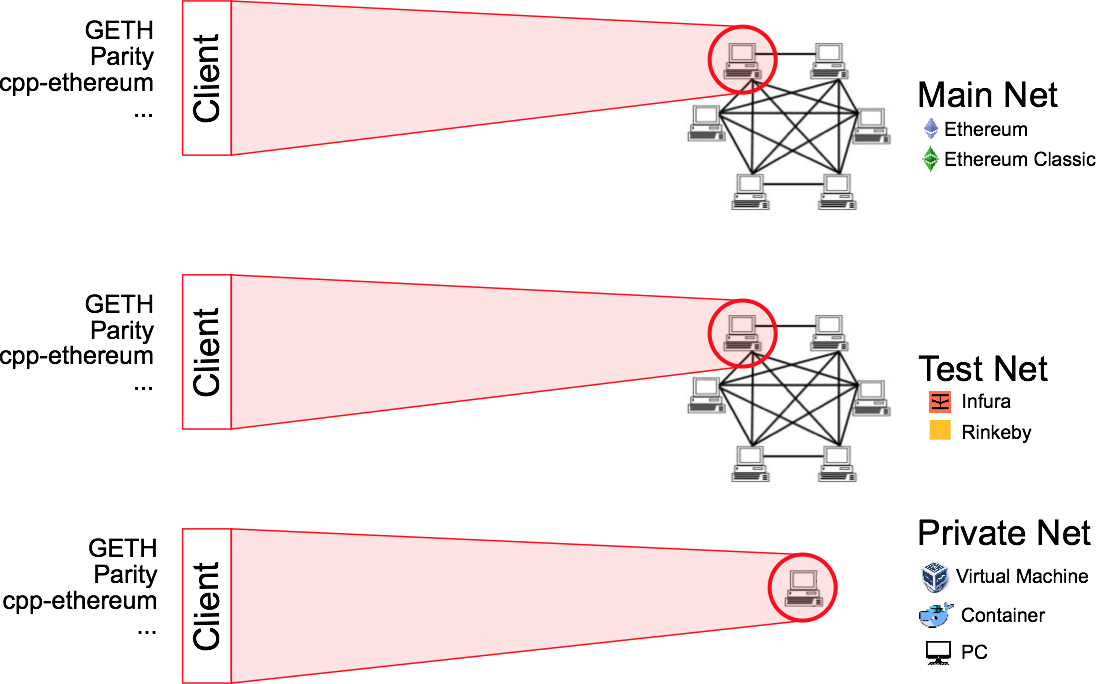 GETH
Parity
cpp-ethereum
...
Client
Main Net
Ethereum
Ethereum Classic
GETH
Parity
cpp-ethereum
...
Client
Test Net
Infura
Rinkeby
GETH
Parity
cpp-ethereum
...
Client
Private Net
Virtual Machine
Container
PC